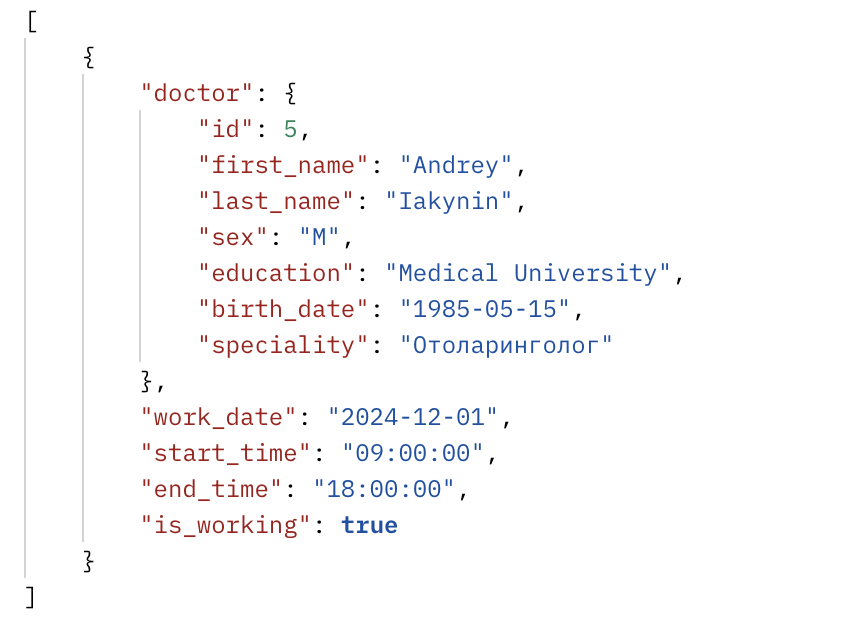 [
    {
        "doctor": {
            "id": 5,
            "first_name": "Andrey",
            "last_name": "Iakynin",
            "sex": "M",
            "education": "Medical University",
            "birth_date": "1985-05-15",
            "speciality": "Отоларинголог"
        },
        "work_date": "2024-12-01",
        "start_time": "09:00:00",
        "end_time": "18:00:00",
        "is_working": true
    }
]